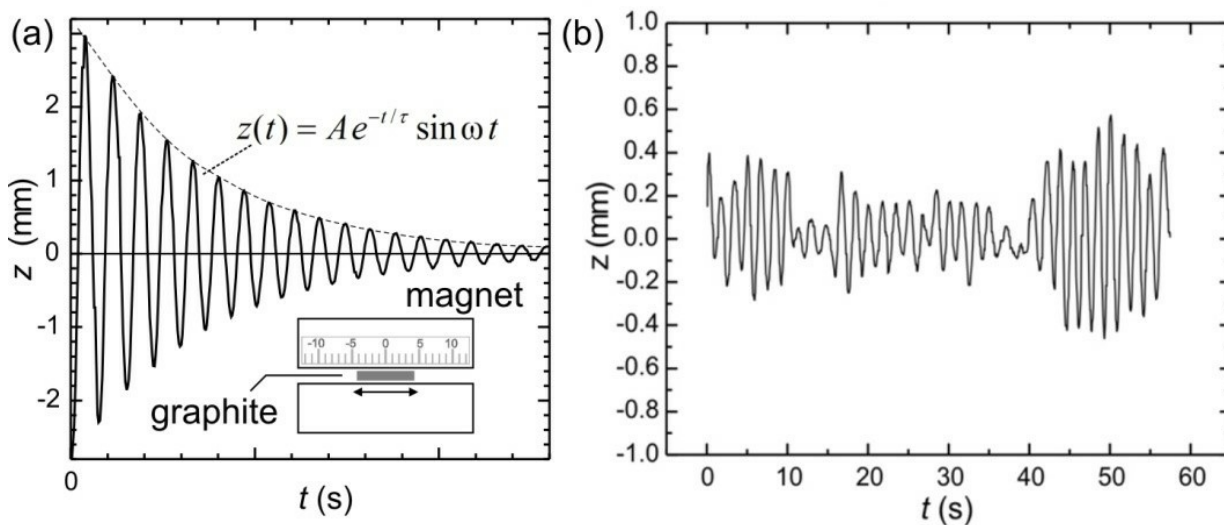 (a)
2
1
0
-1
-2
z (mm)
z(t) = Ae^{-t/τ} sin ω t
magnet
-10 -5 0 5 10
graphite
0
t (s)
(b)
1.0
0.8
0.6
0.4
0.2
0.0
-0.2
-0.4
-0.6
-0.8
-1.0
z (mm)
0 10 20 30 40 50 60
t (s)